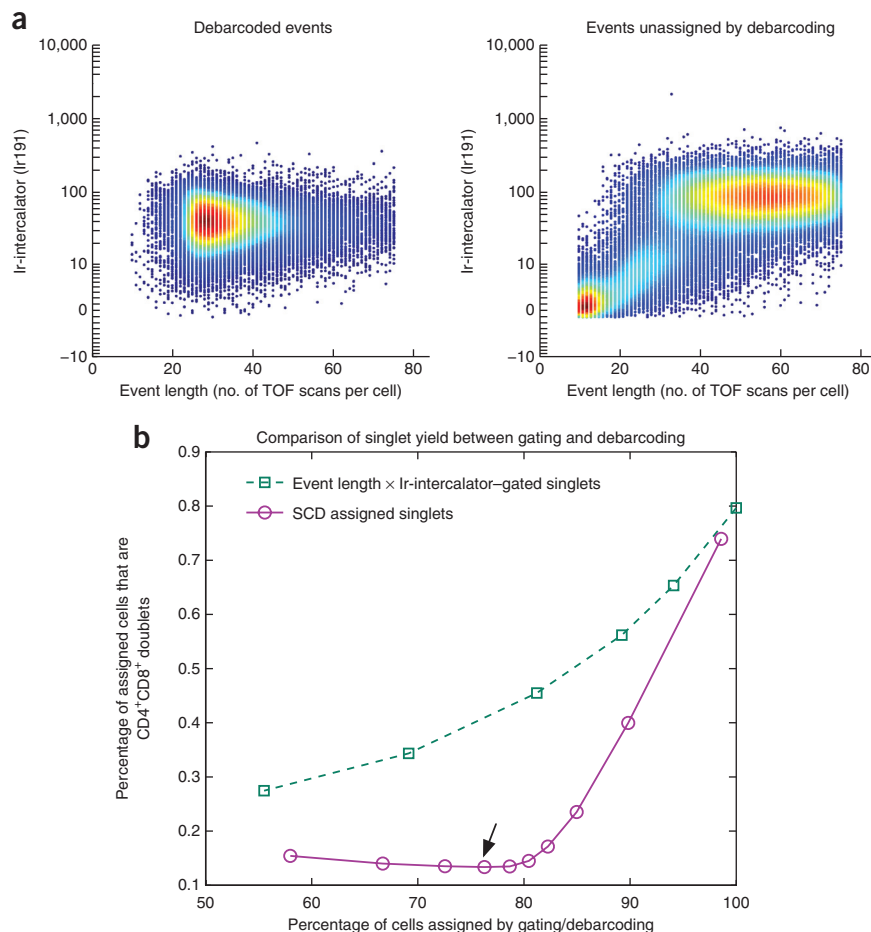 a
Debarcoded events
Events unassigned by debarcoding
10,000
1,000
100
10
0
–10
Ir-intercalator (Ir191)
0
20
40
60
80
Event length (no. of TOF scans per cell)
10,000
1,000
100
10
0
–10
Ir-intercalator (Ir191)
0
20
40
60
80
Event length (no. of TOF scans per cell)
b
Comparison of singlet yield between gating and debarcoding
0.9
0.8
0.7
0.6
0.5
0.4
0.3
0.2
0.1
Percentage of assigned cells that are
CD4⁺CD8⁺ doublets
Event length × Ir-intercalator–gated singlets
SCD assigned singlets
50
60
70
80
90
100
Percentage of cells assigned by gating/debarcoding